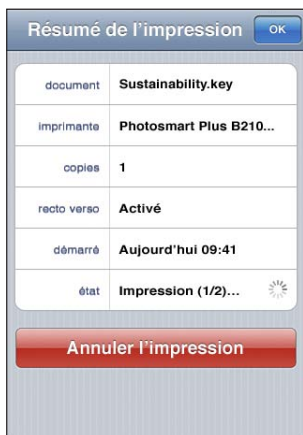 Résumé de l'impression OK
document Sustainability.key
imprimante Photosmart Plus B210...
copies 1
recto verso Activé
démarré Aujourd'hui 09:41
état Impression (1/2)...
Annuler l'impression